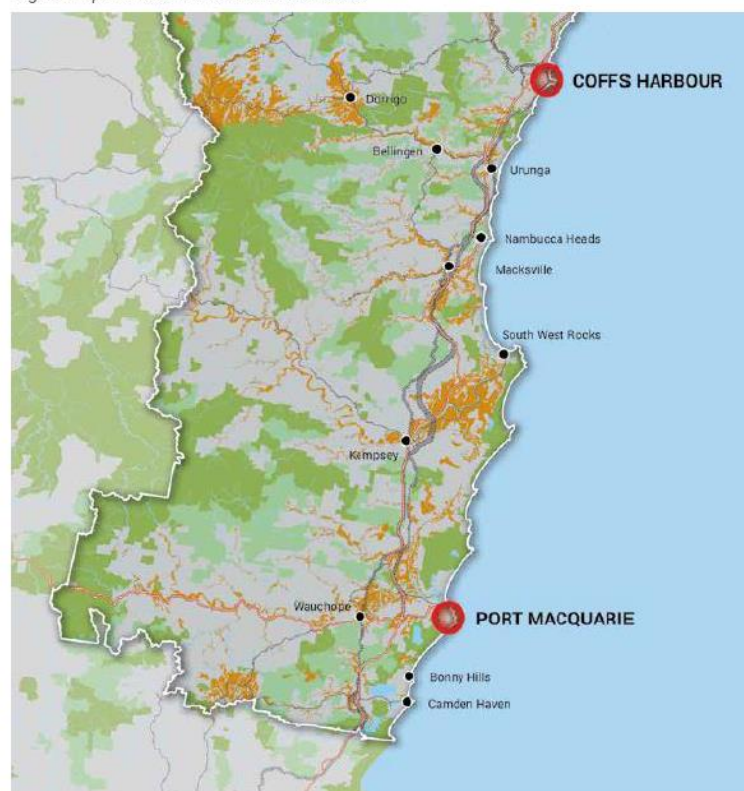 COFFS HARBOUR
Dorrigo
Bellingen
Urunga
Nambucca Heads
Macksville
South West Rocks
Kempsey
Wauchope
PORT MACQUARIE
Bonny Hills
Camden Haven